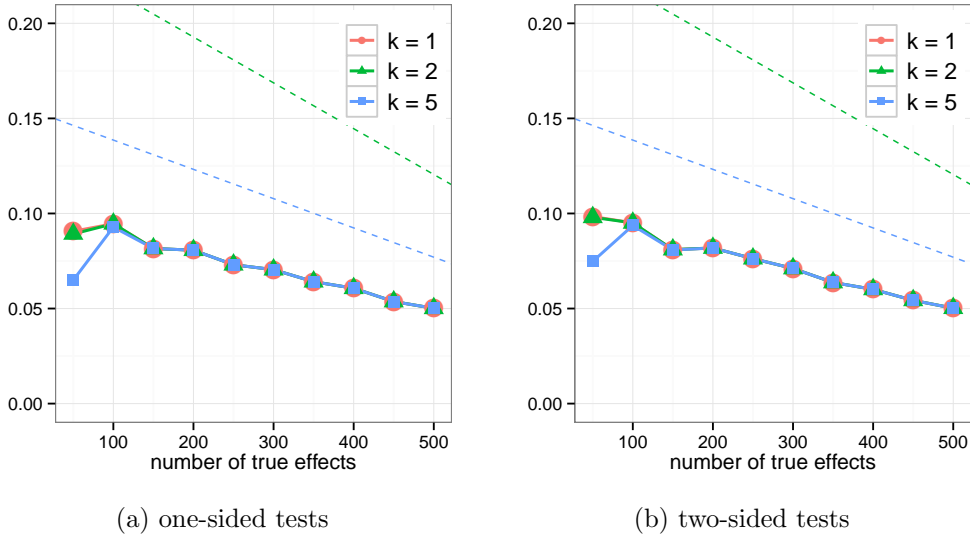 0.20
0.15
0.10
0.05
0.00
k = 1
k = 2
k = 5
100 200 300 400 500
number of true effects
(a) one-sided tests
0.20
0.15
0.10
0.05
0.00
k = 1
k = 2
k = 5
100 200 300 400 500
number of true effects
(b) two-sided tests